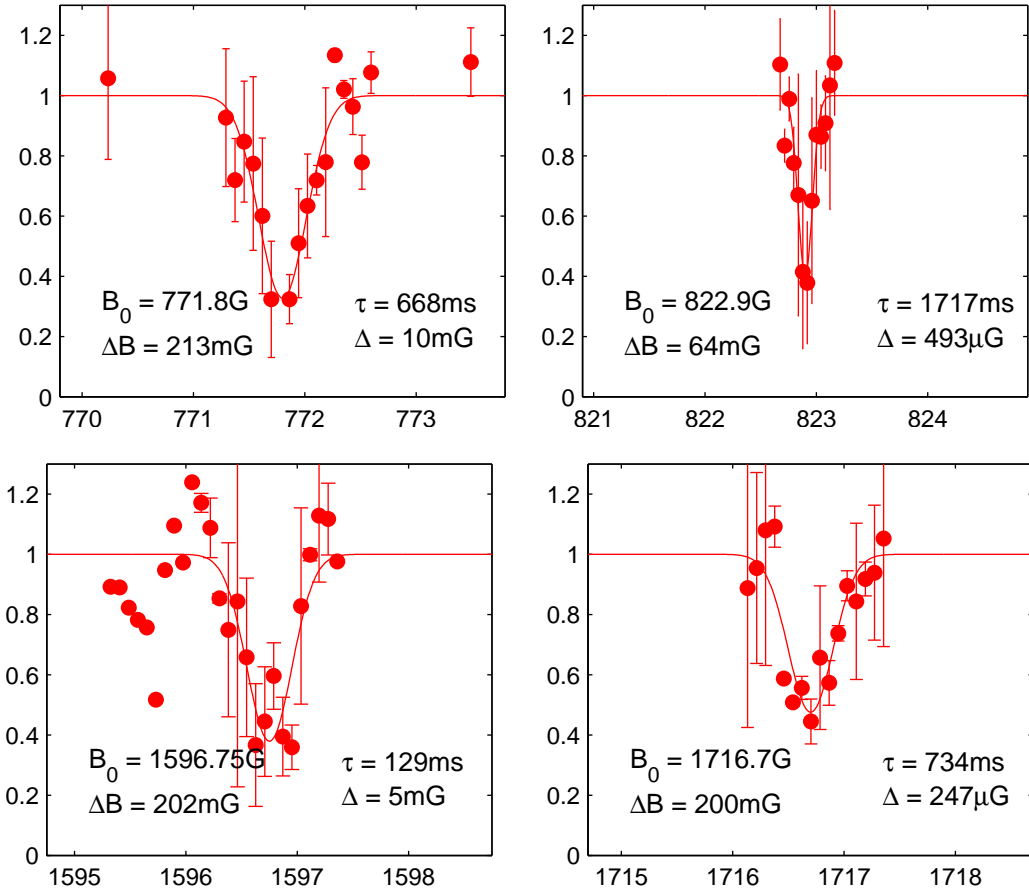 1.2
1
0.8
0.6
0.4
0.2
0
B_0 = 771.8G
ΔB = 213mG
τ = 668ms
Δ = 10mG
770 771 772 773
1.2
1
0.8
0.6
0.4
0.2
0
B_0 = 822.9G
ΔB = 64mG
τ = 1717ms
Δ = 493μG
821 822 823 824
1.2
1
0.8
0.6
0.4
0.2
0
B_0 = 1596.75G
ΔB = 202mG
τ = 129ms
Δ = 5mG
1595 1596 1597 1598
1.2
1
0.8
0.6
0.4
0.2
0
B_0 = 1716.7G
ΔB = 200mG
τ = 734ms
Δ = 247μG
1715 1716 1717 1718